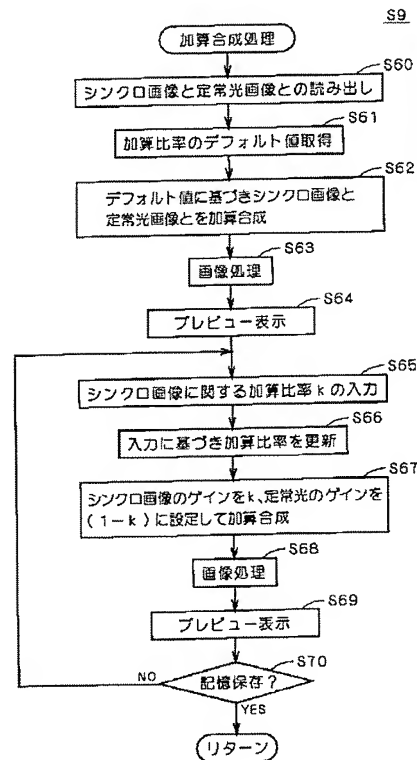 S9
加算合成処理
S60
シンクロ画像と定常光画像との読み出し
S61
加算比率のデフォルト値取得
S62
デフォルト値に基づきシンクロ画像と
定常光画像とを加算合成
S63
画像処理
S64
プレビュー表示
S65
シンクロ画像に関する加算比率kの入力
S66
入力に基づき加算比率を更新
S67
シンクロ画像のゲインをk、定常光のゲインを
(1-k)に設定して加算合成
S68
画像処理
S69
プレビュー表示
S70
記憶保存?
NO
YES
リターン